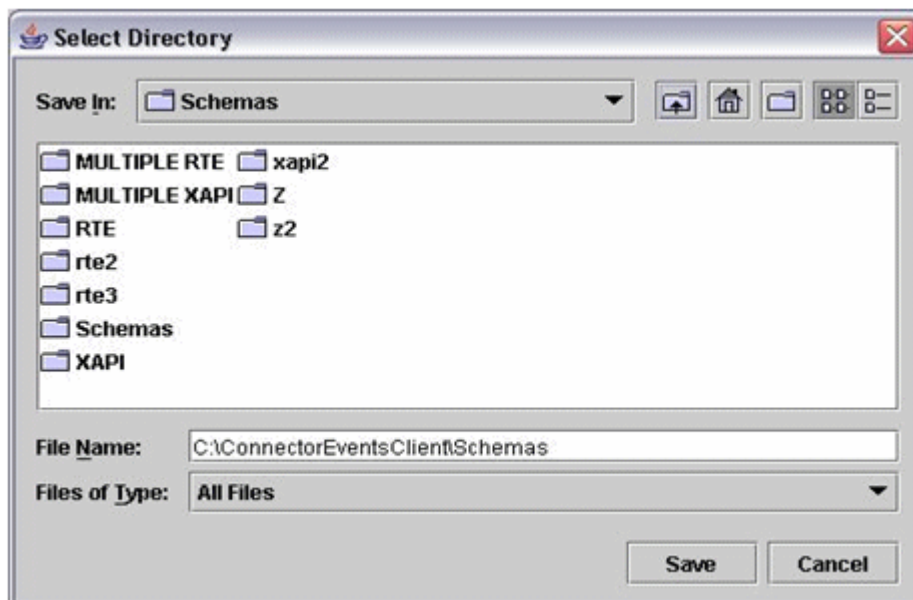 Select Directory
Save In: Schemas
MULTIPLE RTE xapi2
MULTIPLE XAPI Z
RTE z2
rte2
rte3
Schemas
XAPI
File Name: C:\ConnectorEventsClient\Schemas
Files of Type: All Files
Save Cancel